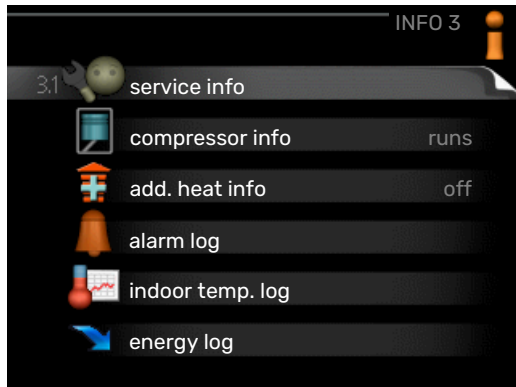 INFO 3
3.1 service info
compressor info runs
add. heat info off
alarm log
indoor temp. log
energy log